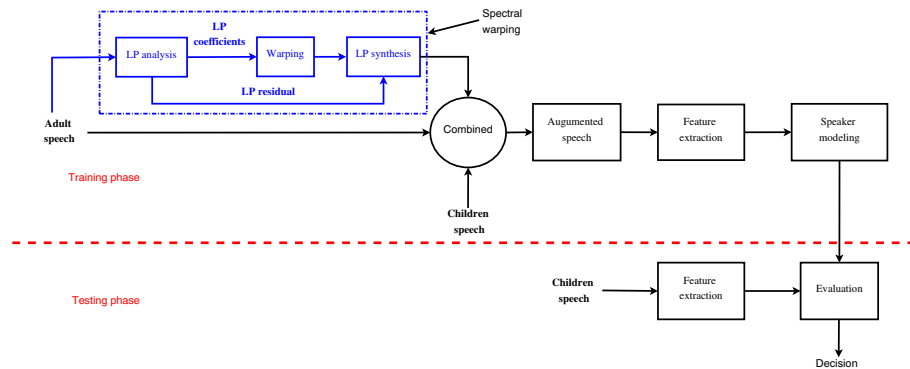 Spectral
warping
LP
coefficients
LP analysis
Warping
LP synthesis
LP residual
Adult
speech
Combined
Augumented
speech
Feature
extraction
Speaker
modeling
Training phase
Children
speech
Testing phase
Children
speech
Feature
extraction
Evaluation
Decision